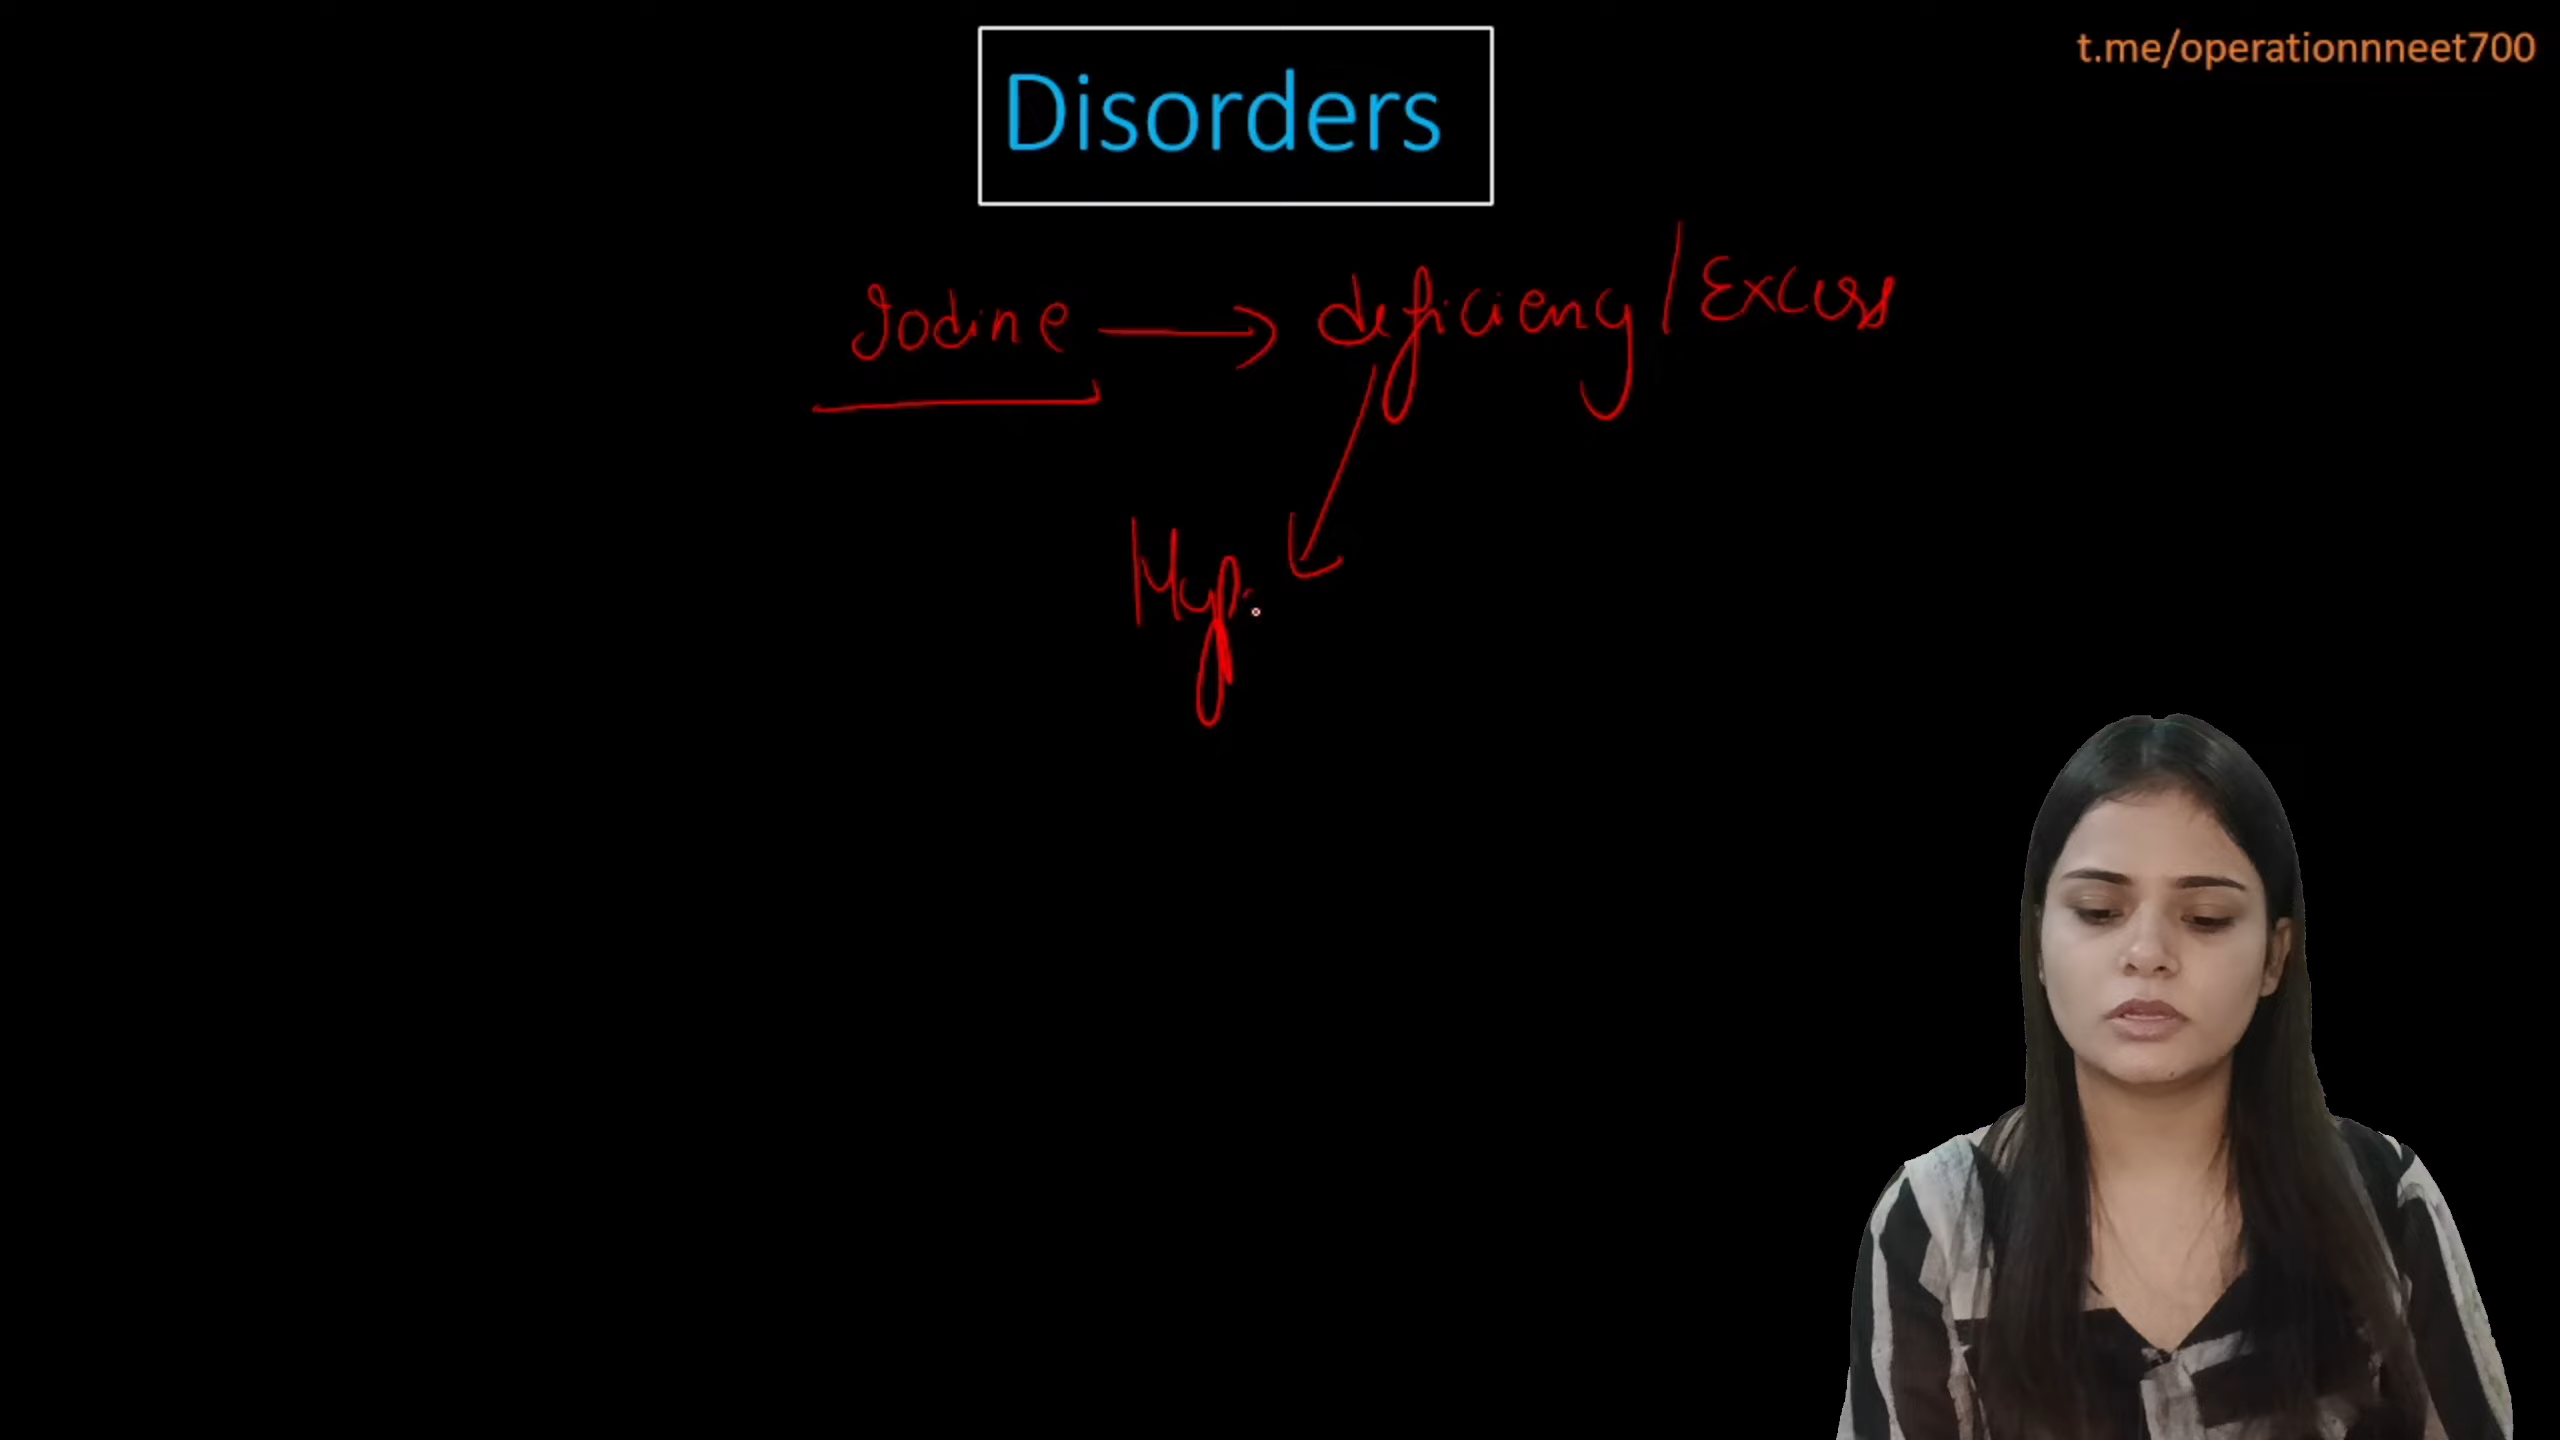 t.me/operationnneet700
Disorders
Iodine → deficiency / Excess
Hyp